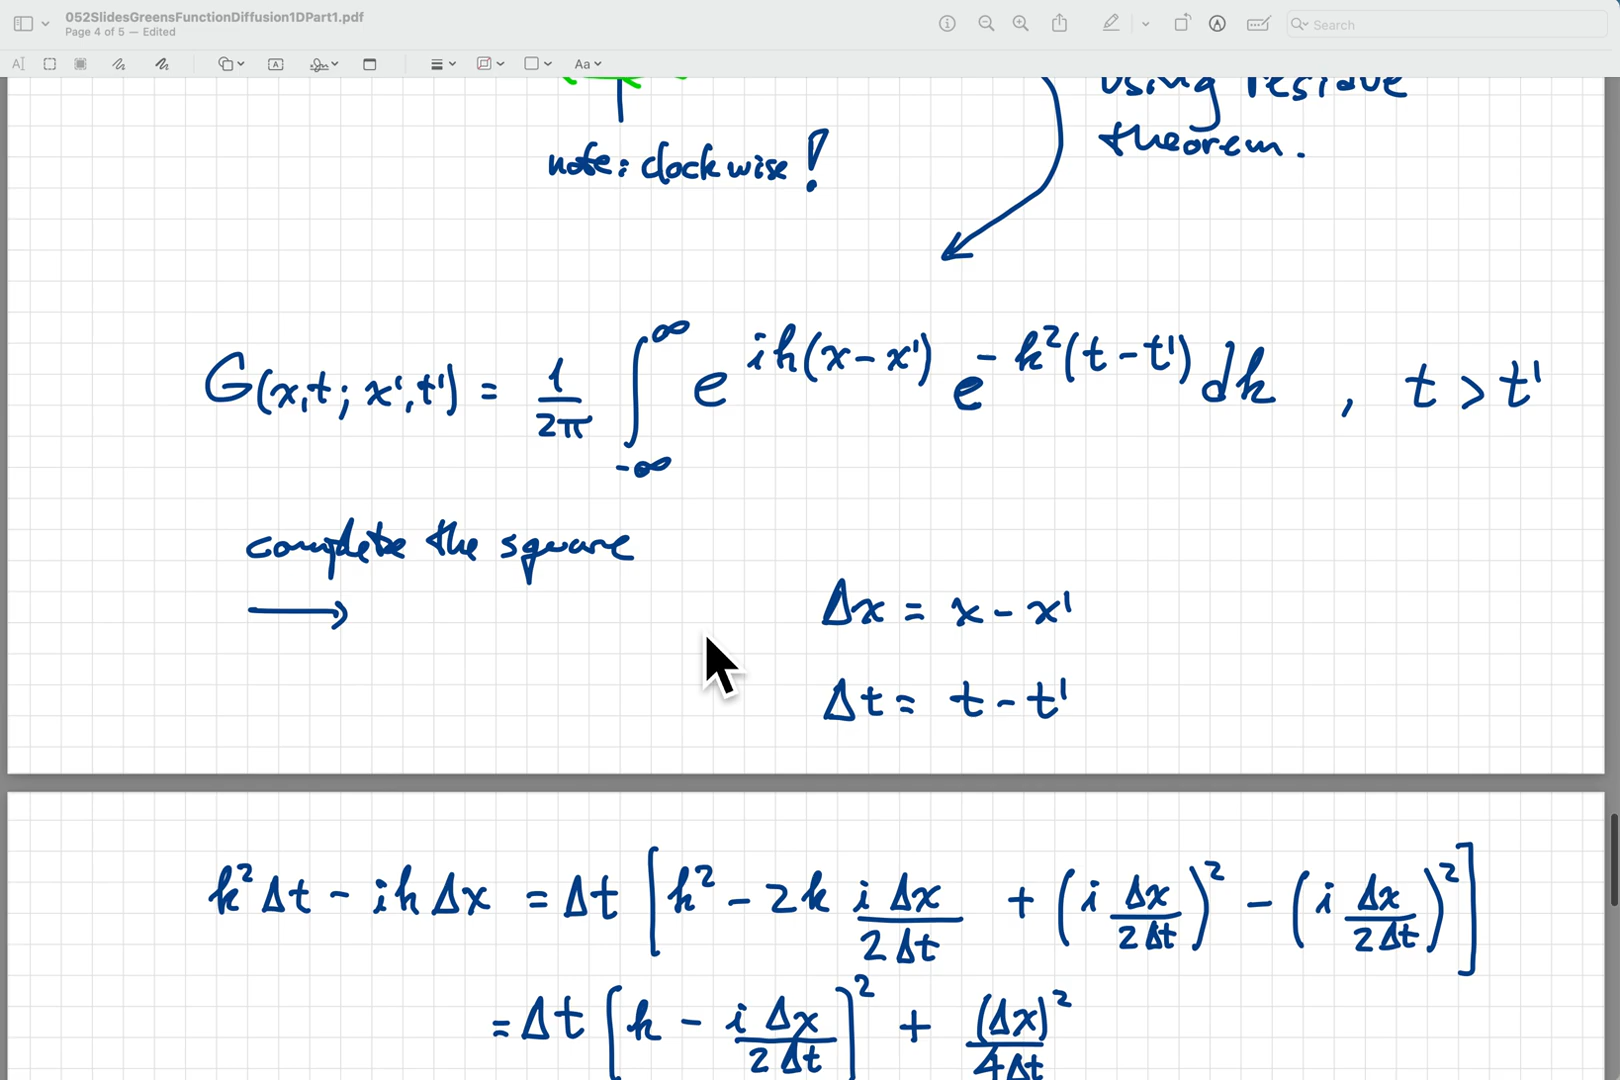 052SlidesGreensFunctionDiffusion1DPart1.pdf
Page 4 of 5 — Edited
Search
Aa
using residue
theorem.
note: clockwise!
G(x,t; x',t') = 1/2π ∫_{-∞}^{∞} e^{ik(x-x')} e^{-k²(t-t')} dk , t > t'
complete the square
→
Δx = x - x'
Δt = t - t'
k²Δt - ikΔx = Δt [k² - 2k iΔx/2Δt + (i Δx/2Δt)² - (i Δx/2Δt)²]
= Δt [k - iΔx/2Δt]² + (Δx)²/4Δt